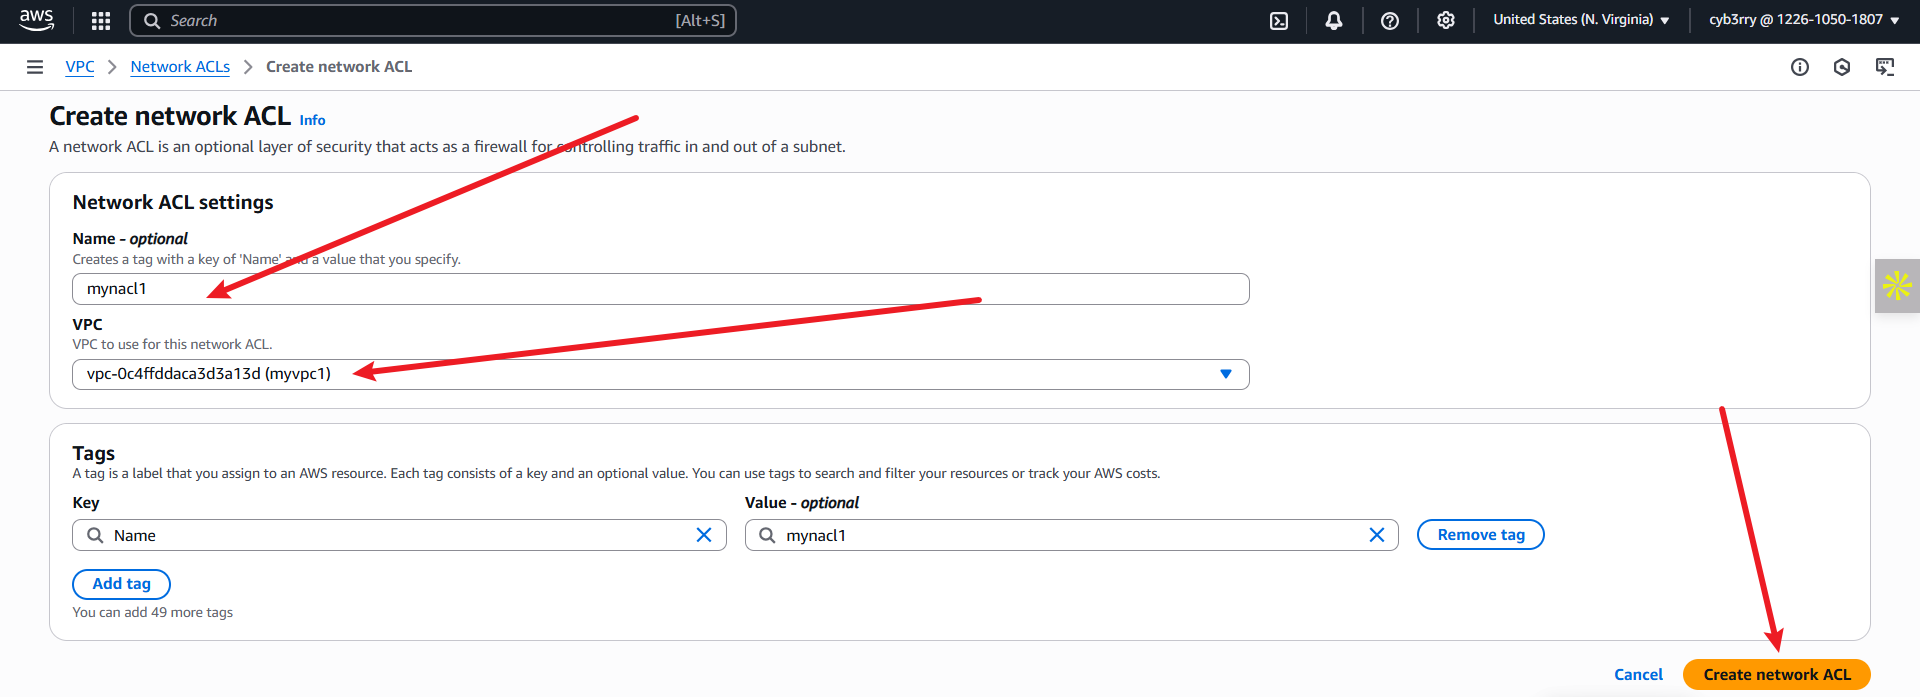 aws
Search [Alt+S]
United States (N. Virginia)
cyb3rry @ 1226-1050-1807
VPC Network ACLs Create network ACL
Create network ACL Info
A network ACL is an optional layer of security that acts as a firewall for controlling traffic in and out of a subnet.
Network ACL settings
Name - optional
Creates a tag with a key of 'Name' and a value that you specify.
mynacl1
VPC
VPC to use for this network ACL.
vpc-0c4ffddaca3d3a13d (myvpc1)
Tags
A tag is a label that you assign to an AWS resource. Each tag consists of a key and an optional value. You can use tags to search and filter your resources or track your AWS costs.
Key Value - optional
Name mynacl1 Remove tag
Add tag
You can add 49 more tags
Cancel Create network ACL